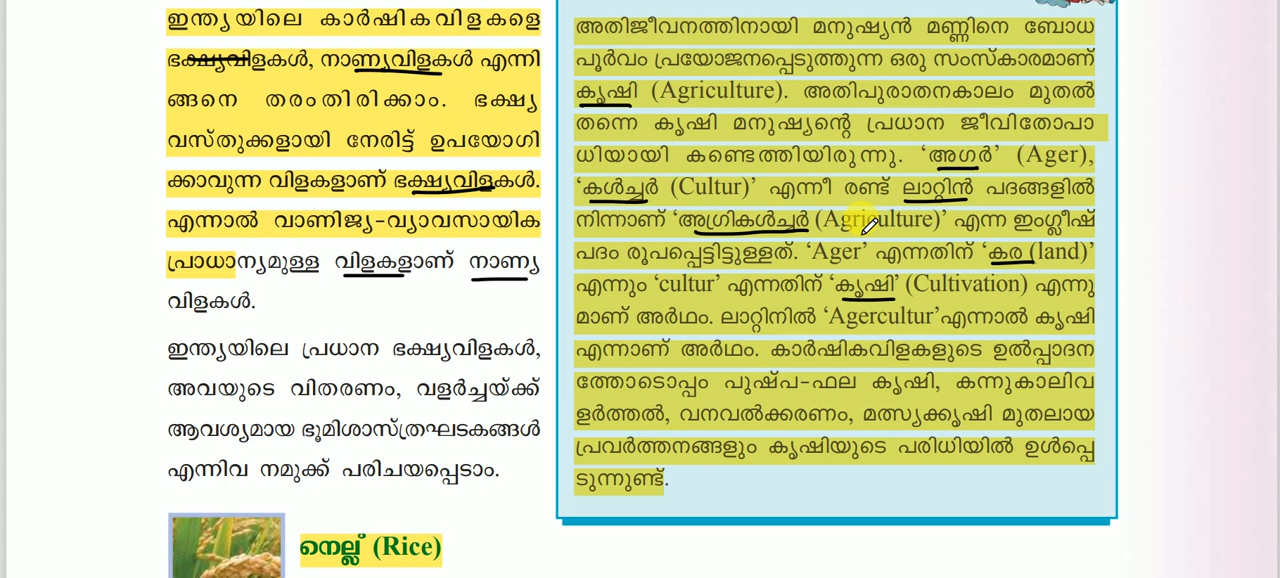 ഇന്ത്യയിലെ കാർഷികവിളകളെ
ഭക്ഷ്യവിളകൾ, നാണ്യവിളകൾ എന്നി
ങ്ങനെ തരംതിരിക്കാം. ഭക്ഷ്യ
വസ്തുക്കളായി നേരിട്ട് ഉപയോഗി
ക്കാവുന്ന വിളകളാണ് ഭക്ഷ്യവിളകൾ.
എന്നാൽ വാണിജ്യ-വ്യാവസായിക
പ്രാധാന്യമുള്ള വിളകളാണ് നാണ്യ
വിളകൾ.
ഇന്ത്യയിലെ പ്രധാന ഭക്ഷ്യവിളകൾ,
അവയുടെ വിതരണം, വളർച്ചയ്ക്ക്
ആവശ്യമായ ഭൂമിശാസ്ത്രഘടകങ്ങൾ
എന്നിവ നമുക്ക് പരിചയപ്പെടാം.
നെല്ല് (Rice)
അതിജീവനത്തിനായി മനുഷ്യൻ മണ്ണിനെ ബോധ
പൂർവം പ്രയോജനപ്പെടുത്തുന്ന ഒരു സംസ്കാരമാണ്
കൃഷി (Agriculture). അതിപുരാതനകാലം മുതൽ
തന്നെ കൃഷി മനുഷ്യന്റെ പ്രധാന ജീവിതോപാ
ധിയായി കണ്ടെത്തിയിരുന്നു. ‘അഗർ’ (Ager),
‘കൾച്ചർ (Cultur)’ എന്നീ രണ്ട് ലാറ്റിൻ പദങ്ങളിൽ
നിന്നാണ് ‘അഗ്രികൾച്ചർ (Agriculture)’ എന്ന ഇംഗ്ലീഷ്
പദം രൂപപ്പെട്ടിട്ടുള്ളത്. ‘Ager’ എന്നതിന് ‘കര (land)’
എന്നും ‘cultur’ എന്നതിന് ‘കൃഷി’ (Cultivation) എന്നു
മാണ് അർഥം. ലാറ്റിനിൽ ‘Agercultur’എന്നാൽ കൃഷി
എന്നാണ് അർഥം. കാർഷികവിളകളുടെ ഉൽപ്പാദന
ത്തോടൊപ്പം പുഷ്പ-ഫല കൃഷി, കന്നുകാലിവ
ളർത്തൽ, വനവൽക്കരണം, മത്സ്യക്കൃഷി മുതലായ
പ്രവർത്തനങ്ങളും കൃഷിയുടെ പരിധിയിൽ ഉൾപ്പെ
ടുന്നുണ്ട്.